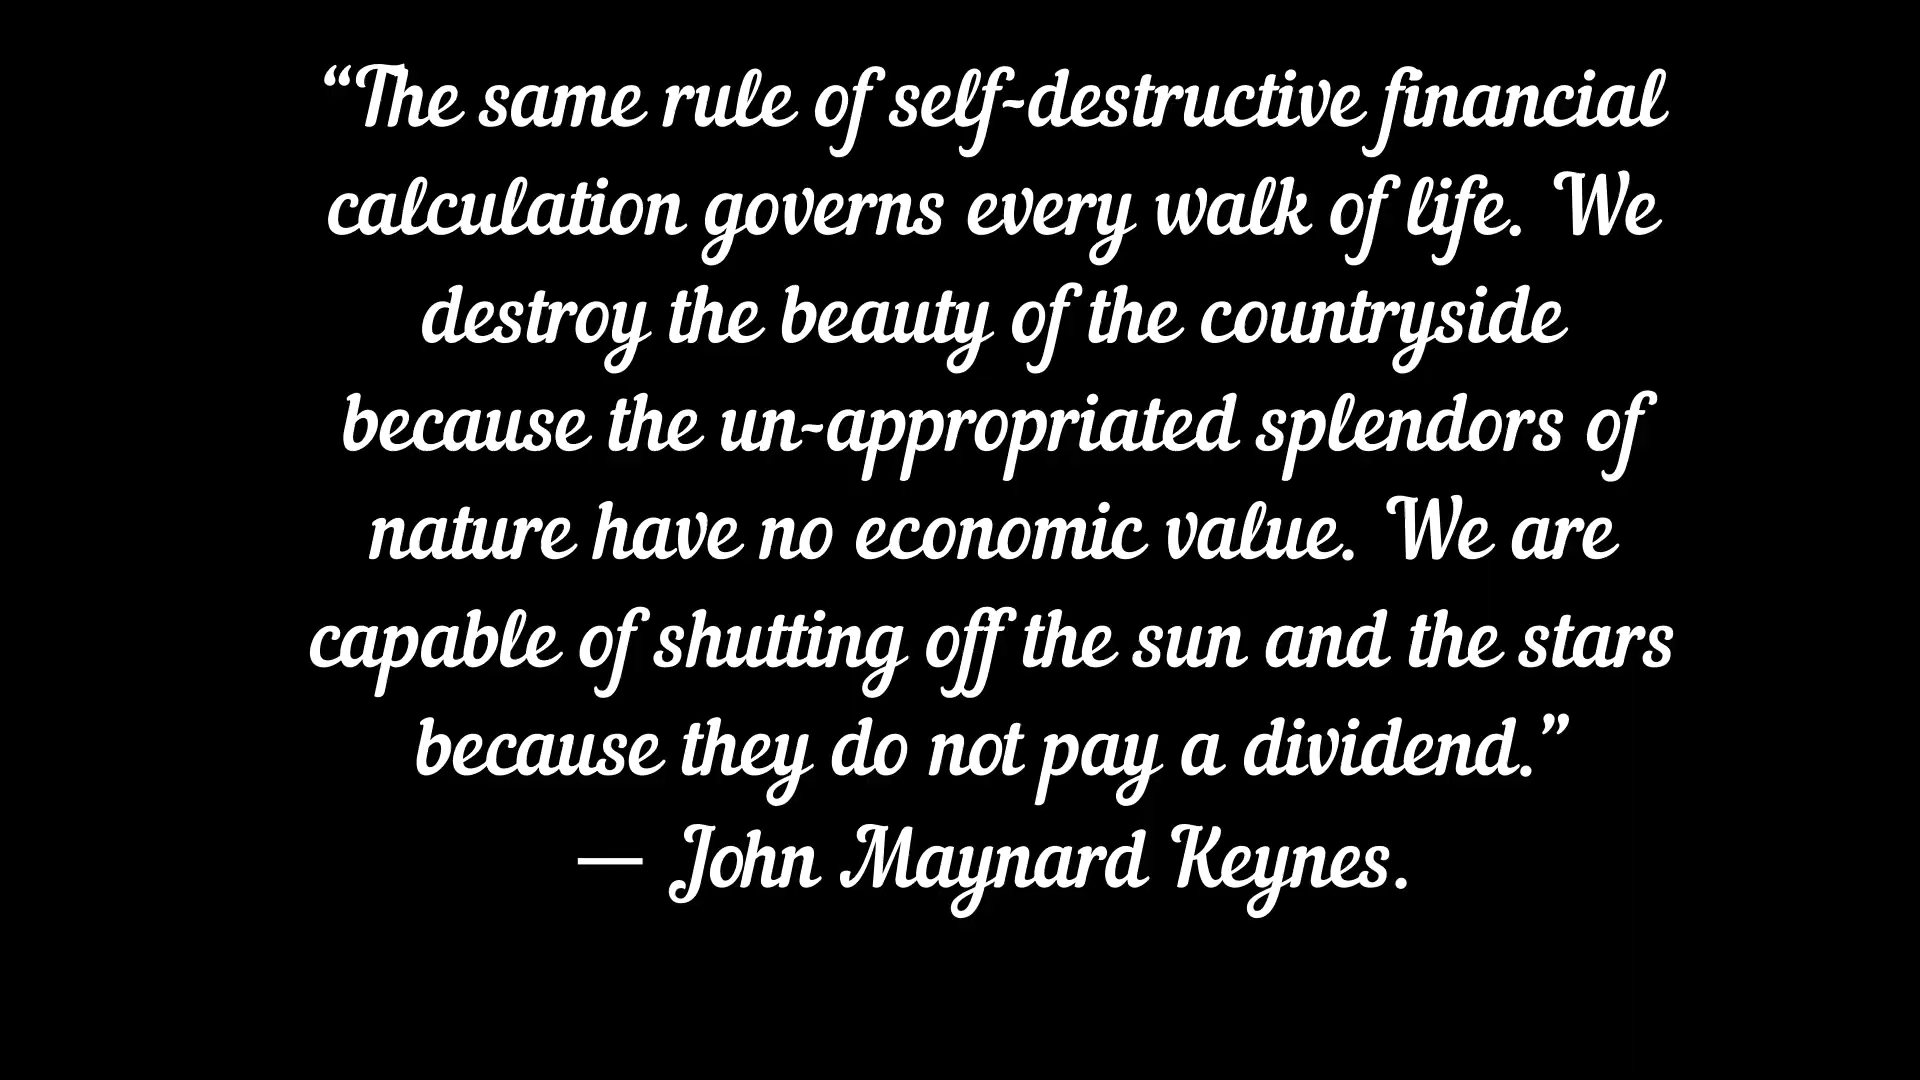 “The same rule of self-destructive financial
calculation governs every walk of life. We
destroy the beauty of the countryside
because the un-appropriated splendors of
nature have no economic value. We are
capable of shutting off the sun and the stars
because they do not pay a dividend.”
— John Maynard Keynes.